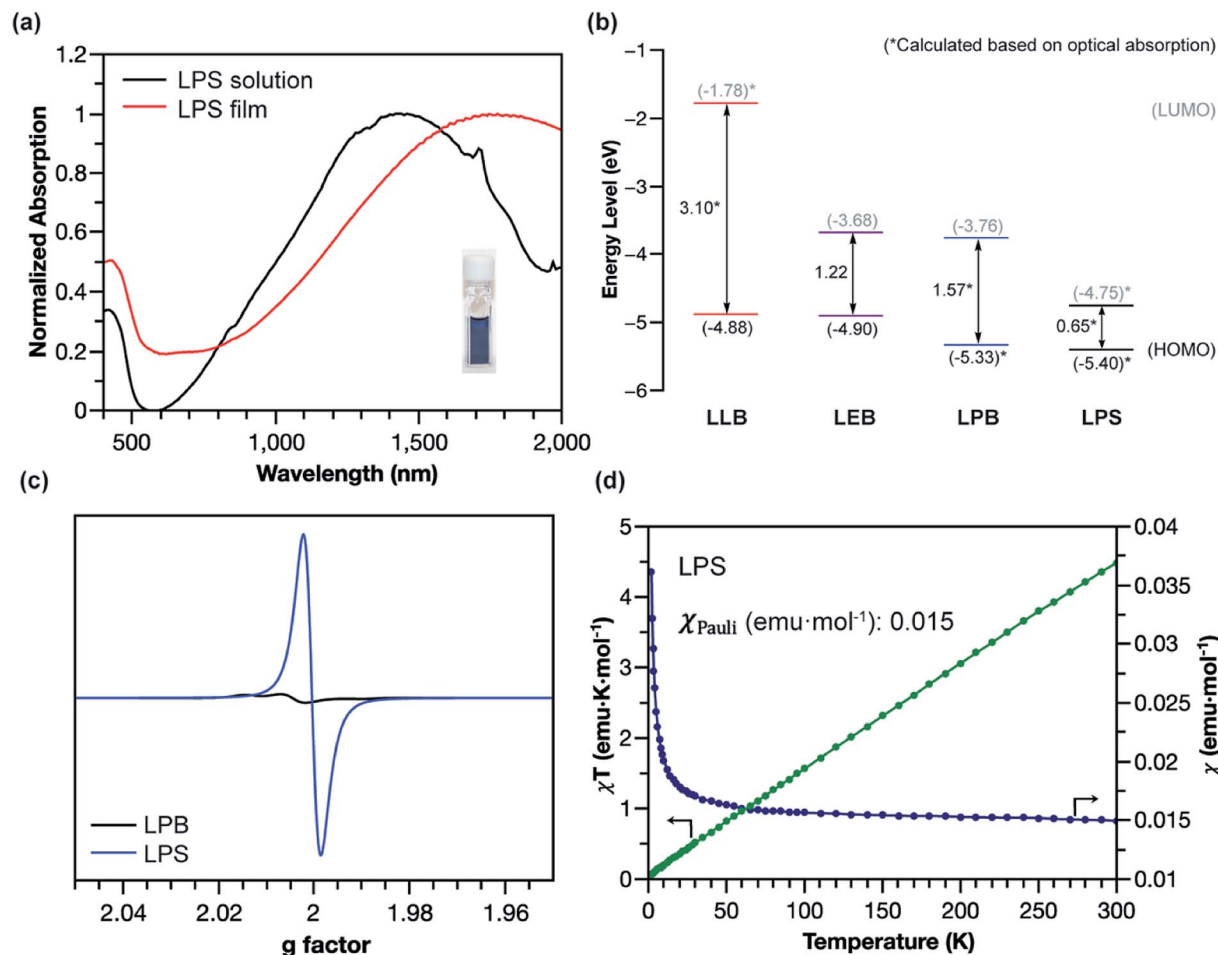 (a)
1.2
1
0.8
0.6
0.4
0.2
0
Normalized Absorption
LPS solution
LPS film
500
1,000
1,500
2,000
Wavelength (nm)
(b)
(*Calculated based on optical absorption)
−1
−2
−3
−4
−5
−6
Energy Level (eV)
(-1.78)*
(LUMO)
3.10*
(-4.88)
(-3.68)
1.22
(-4.90)
(-3.76)
1.57*
(-5.33)*
(-4.75)*
0.65*
(-5.40)*
(HOMO)
LLB
LEB
LPB
LPS
(c)
LPB
LPS
2.04
2.02
2
1.98
1.96
g factor
(d)
5
4
3
2
1
0
χT (emu·K·mol⁻¹)
LPS
χPauli (emu·mol⁻¹): 0.015
0.04
0.035
0.03
0.025
0.02
0.015
0.01
χ (emu·mol⁻¹)
0
50
100
150
200
250
300
Temperature (K)